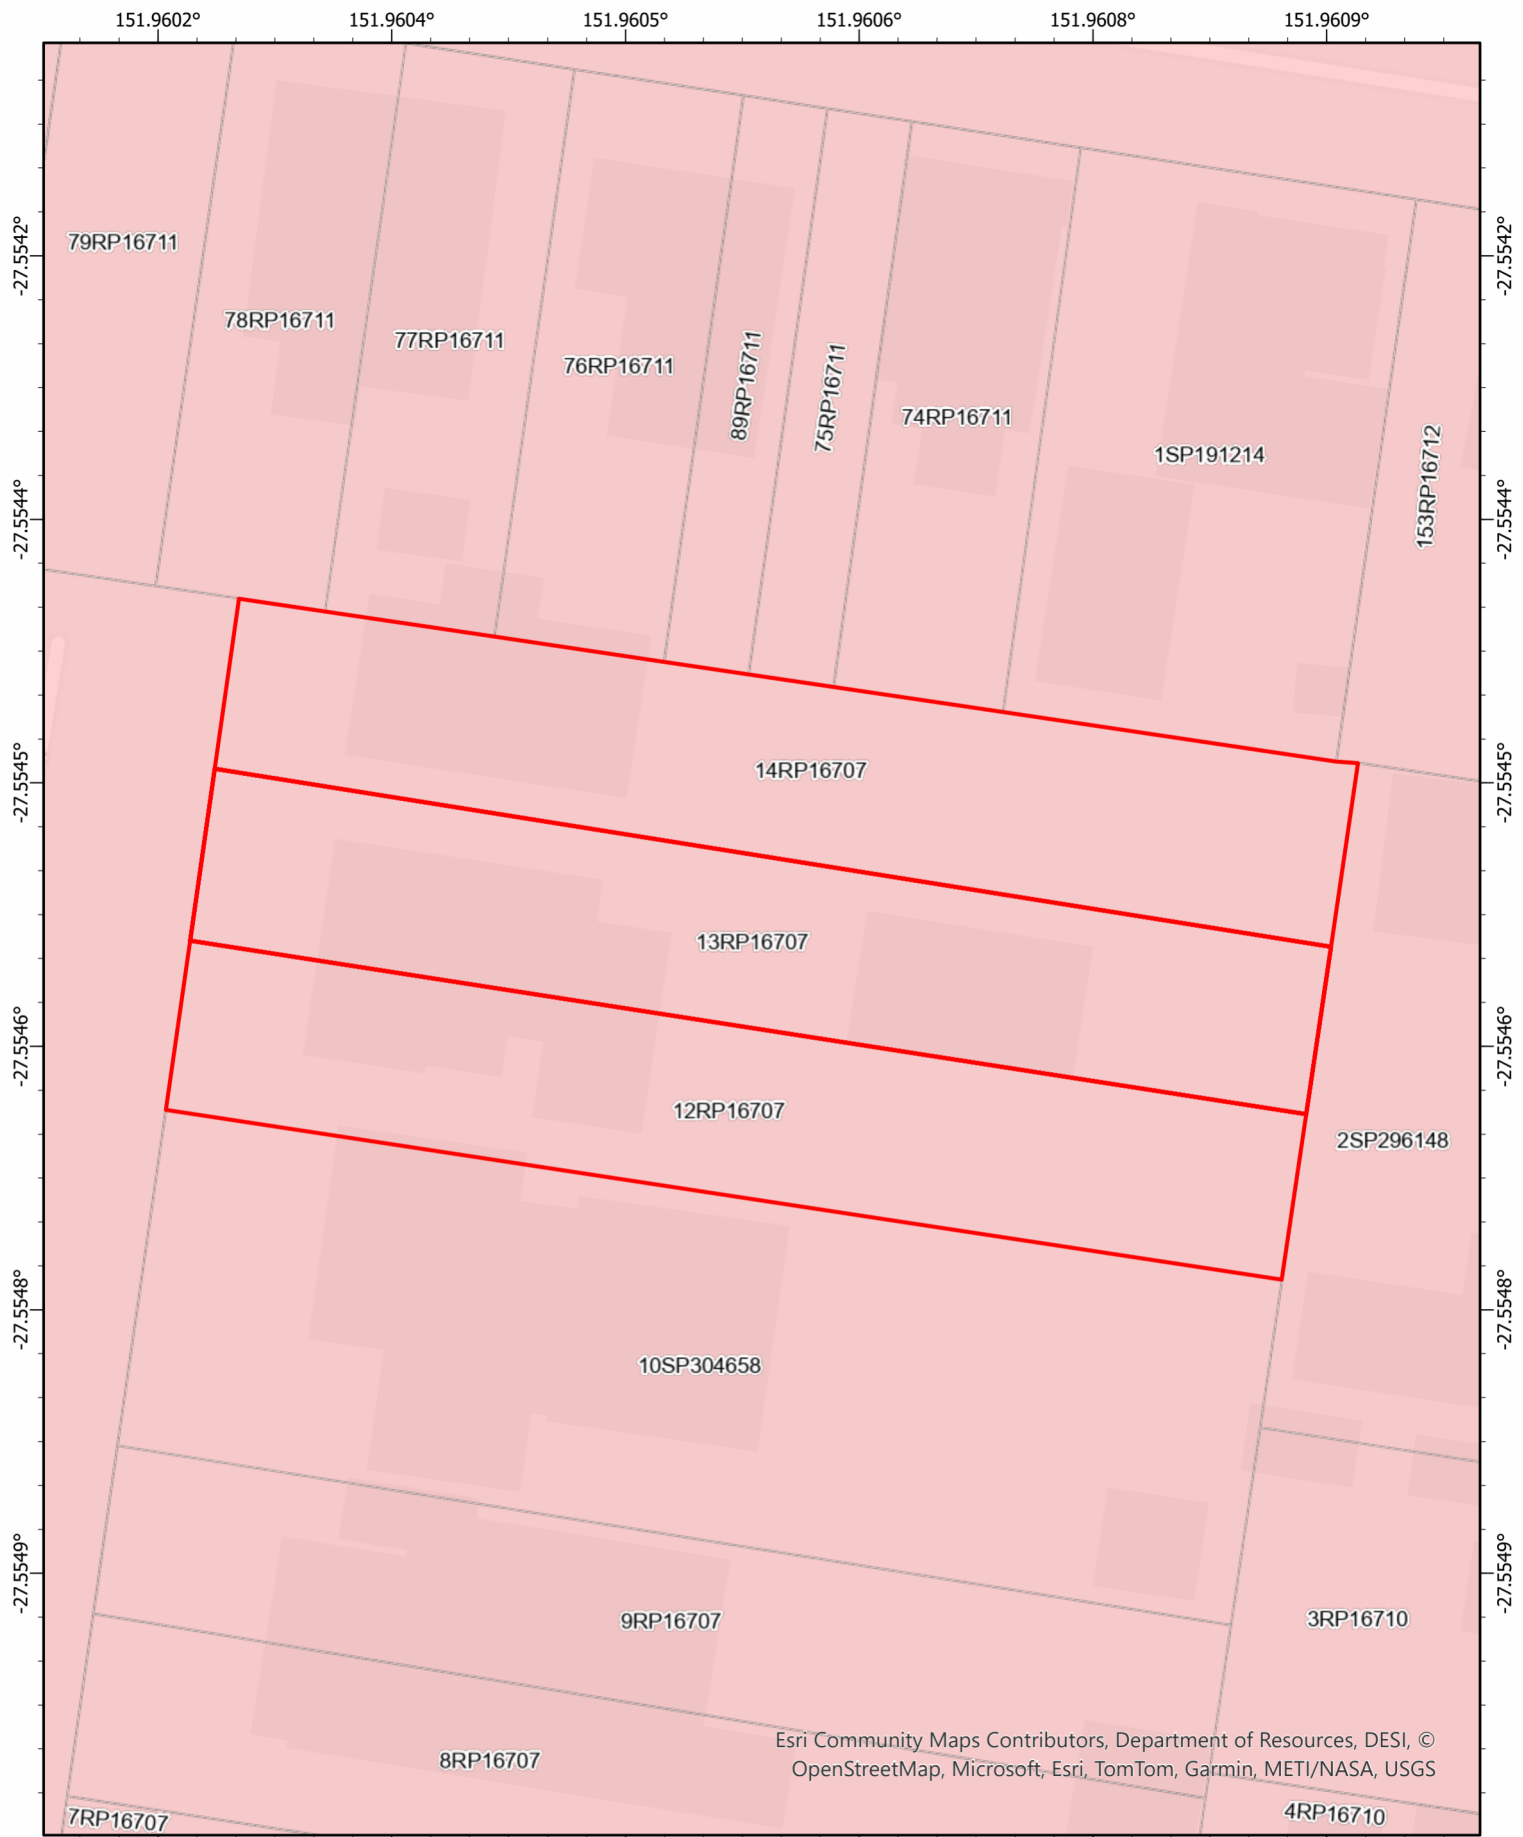 151.9602° 151.9604° 151.9605° 151.9606° 151.9608° 151.9609°
-27.5542° -27.5542°
79RP16711
78RP16711
77RP16711
76RP16711
89RP16711
75RP16711
74RP16711
1SP191214
153RP16712
-27.5544° -27.5544°
14RP16707
-27.5545° -27.5545°
13RP16707
-27.5546° -27.5546°
12RP16707
2SP296148
-27.5548° -27.5548°
10SP304658
-27.5549° -27.5549°
9RP16707
3RP16710
8RP16707
Esri Community Maps Contributors, Department of Resources, DESI, ©
OpenStreetMap, Microsoft, Esri, TomTom, Garmin, METI/NASA, USGS
7RP16707
4RP16710